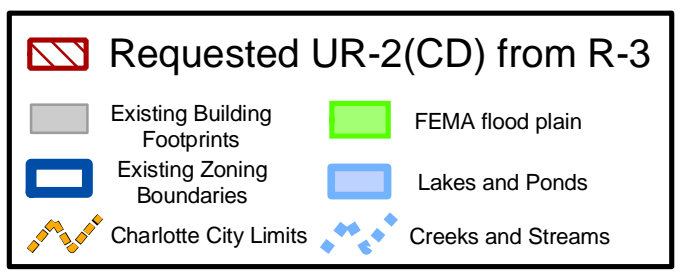 Requested UR-2(CD) from R-3
Existing Building
Footprints
FEMA flood plain
Existing Zoning
Boundaries
Lakes and Ponds
Charlotte City Limits
Creeks and Streams